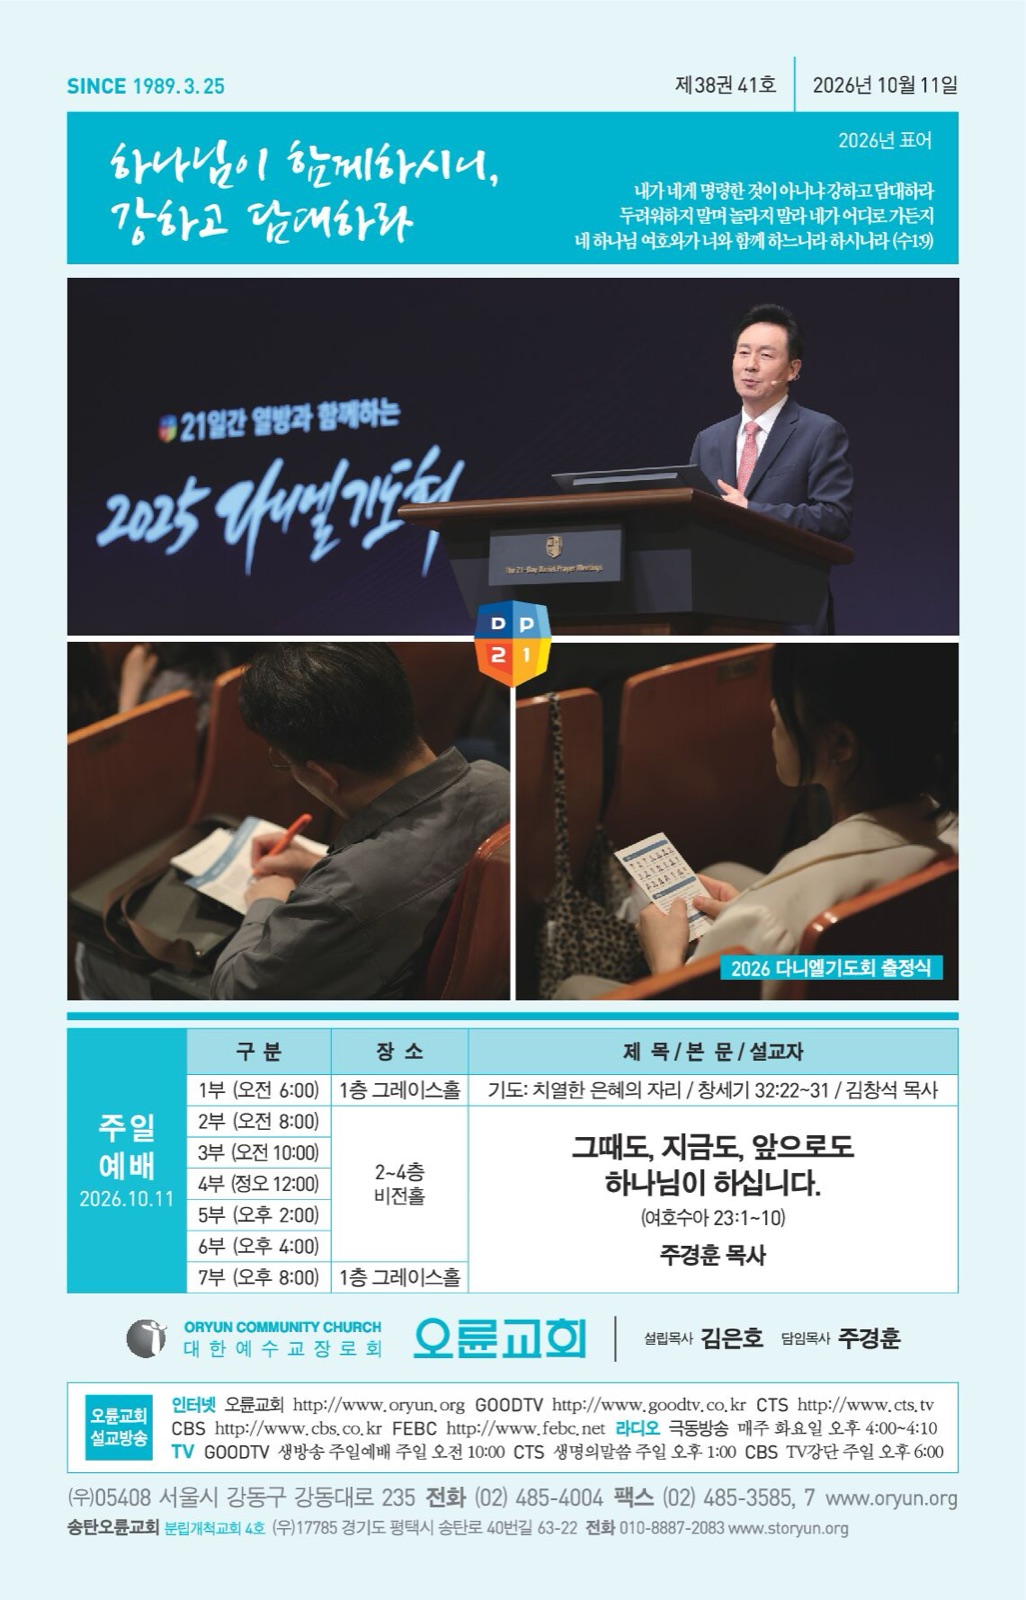 SINCE 1989. 3. 25
제38권 41호
2026년 10월 11일
하나님이 함께하시니,
강하고 담대하라
2026년 표어
내가 네게 명령한 것이 아니냐 강하고 담대하라
두려워하지 말며 놀라지 말라 네가 어디로 가든지
네 하나님 여호와가 너와 함께 하느니라 하시니라 (수1:9)
21일간 열방과 함께하는
2025 다니엘기도회
The 21-Day Daniel Prayer Meetings
D P
2 1
2026 다니엘기도회 출정식
주일
예배
2026.10.11
구 분 장 소 제 목 / 본 문 / 설교자
1부 (오전 6:00) 1층 그레이스홀 기도: 치열한 은혜의 자리 / 창세기 32:22~31 / 김창석 목사
2부 (오전 8:00)
3부 (오전 10:00)
4부 (정오 12:00)
5부 (오후 2:00)
6부 (오후 4:00)
2~4층
비전홀
7부 (오후 8:00) 1층 그레이스홀
그때도, 지금도, 앞으로도
하나님이 하십니다.
(여호수아 23:1~10)
주경훈 목사
ORYUN COMMUNITY CHURCH
대한예수교장로회
오륜교회
설립목사 김은호 담임목사 주경훈
오륜교회
설교방송
인터넷 오륜교회 http://www.oryun.org GOODTV http://www.goodtv.co.kr CTS http://www.cts.tv
CBS http://www.cbs.co.kr FEBC http://www.febc.net 라디오 극동방송 매주 화요일 오후 4:00~4:10
TV GOODTV 생방송 주일예배 주일 오전 10:00 CTS 생명의말씀 주일 오후 1:00 CBS TV강단 주일 오후 6:00
(우)05408 서울시 강동구 강동대로 235 전화 (02) 485-4004 팩스 (02) 485-3585, 7 www.oryun.org
송탄오륜교회 분립개척교회 4호 (우)17785 경기도 평택시 송탄로 40번길 63-22 전화 010-8887-2083 www.storyun.org